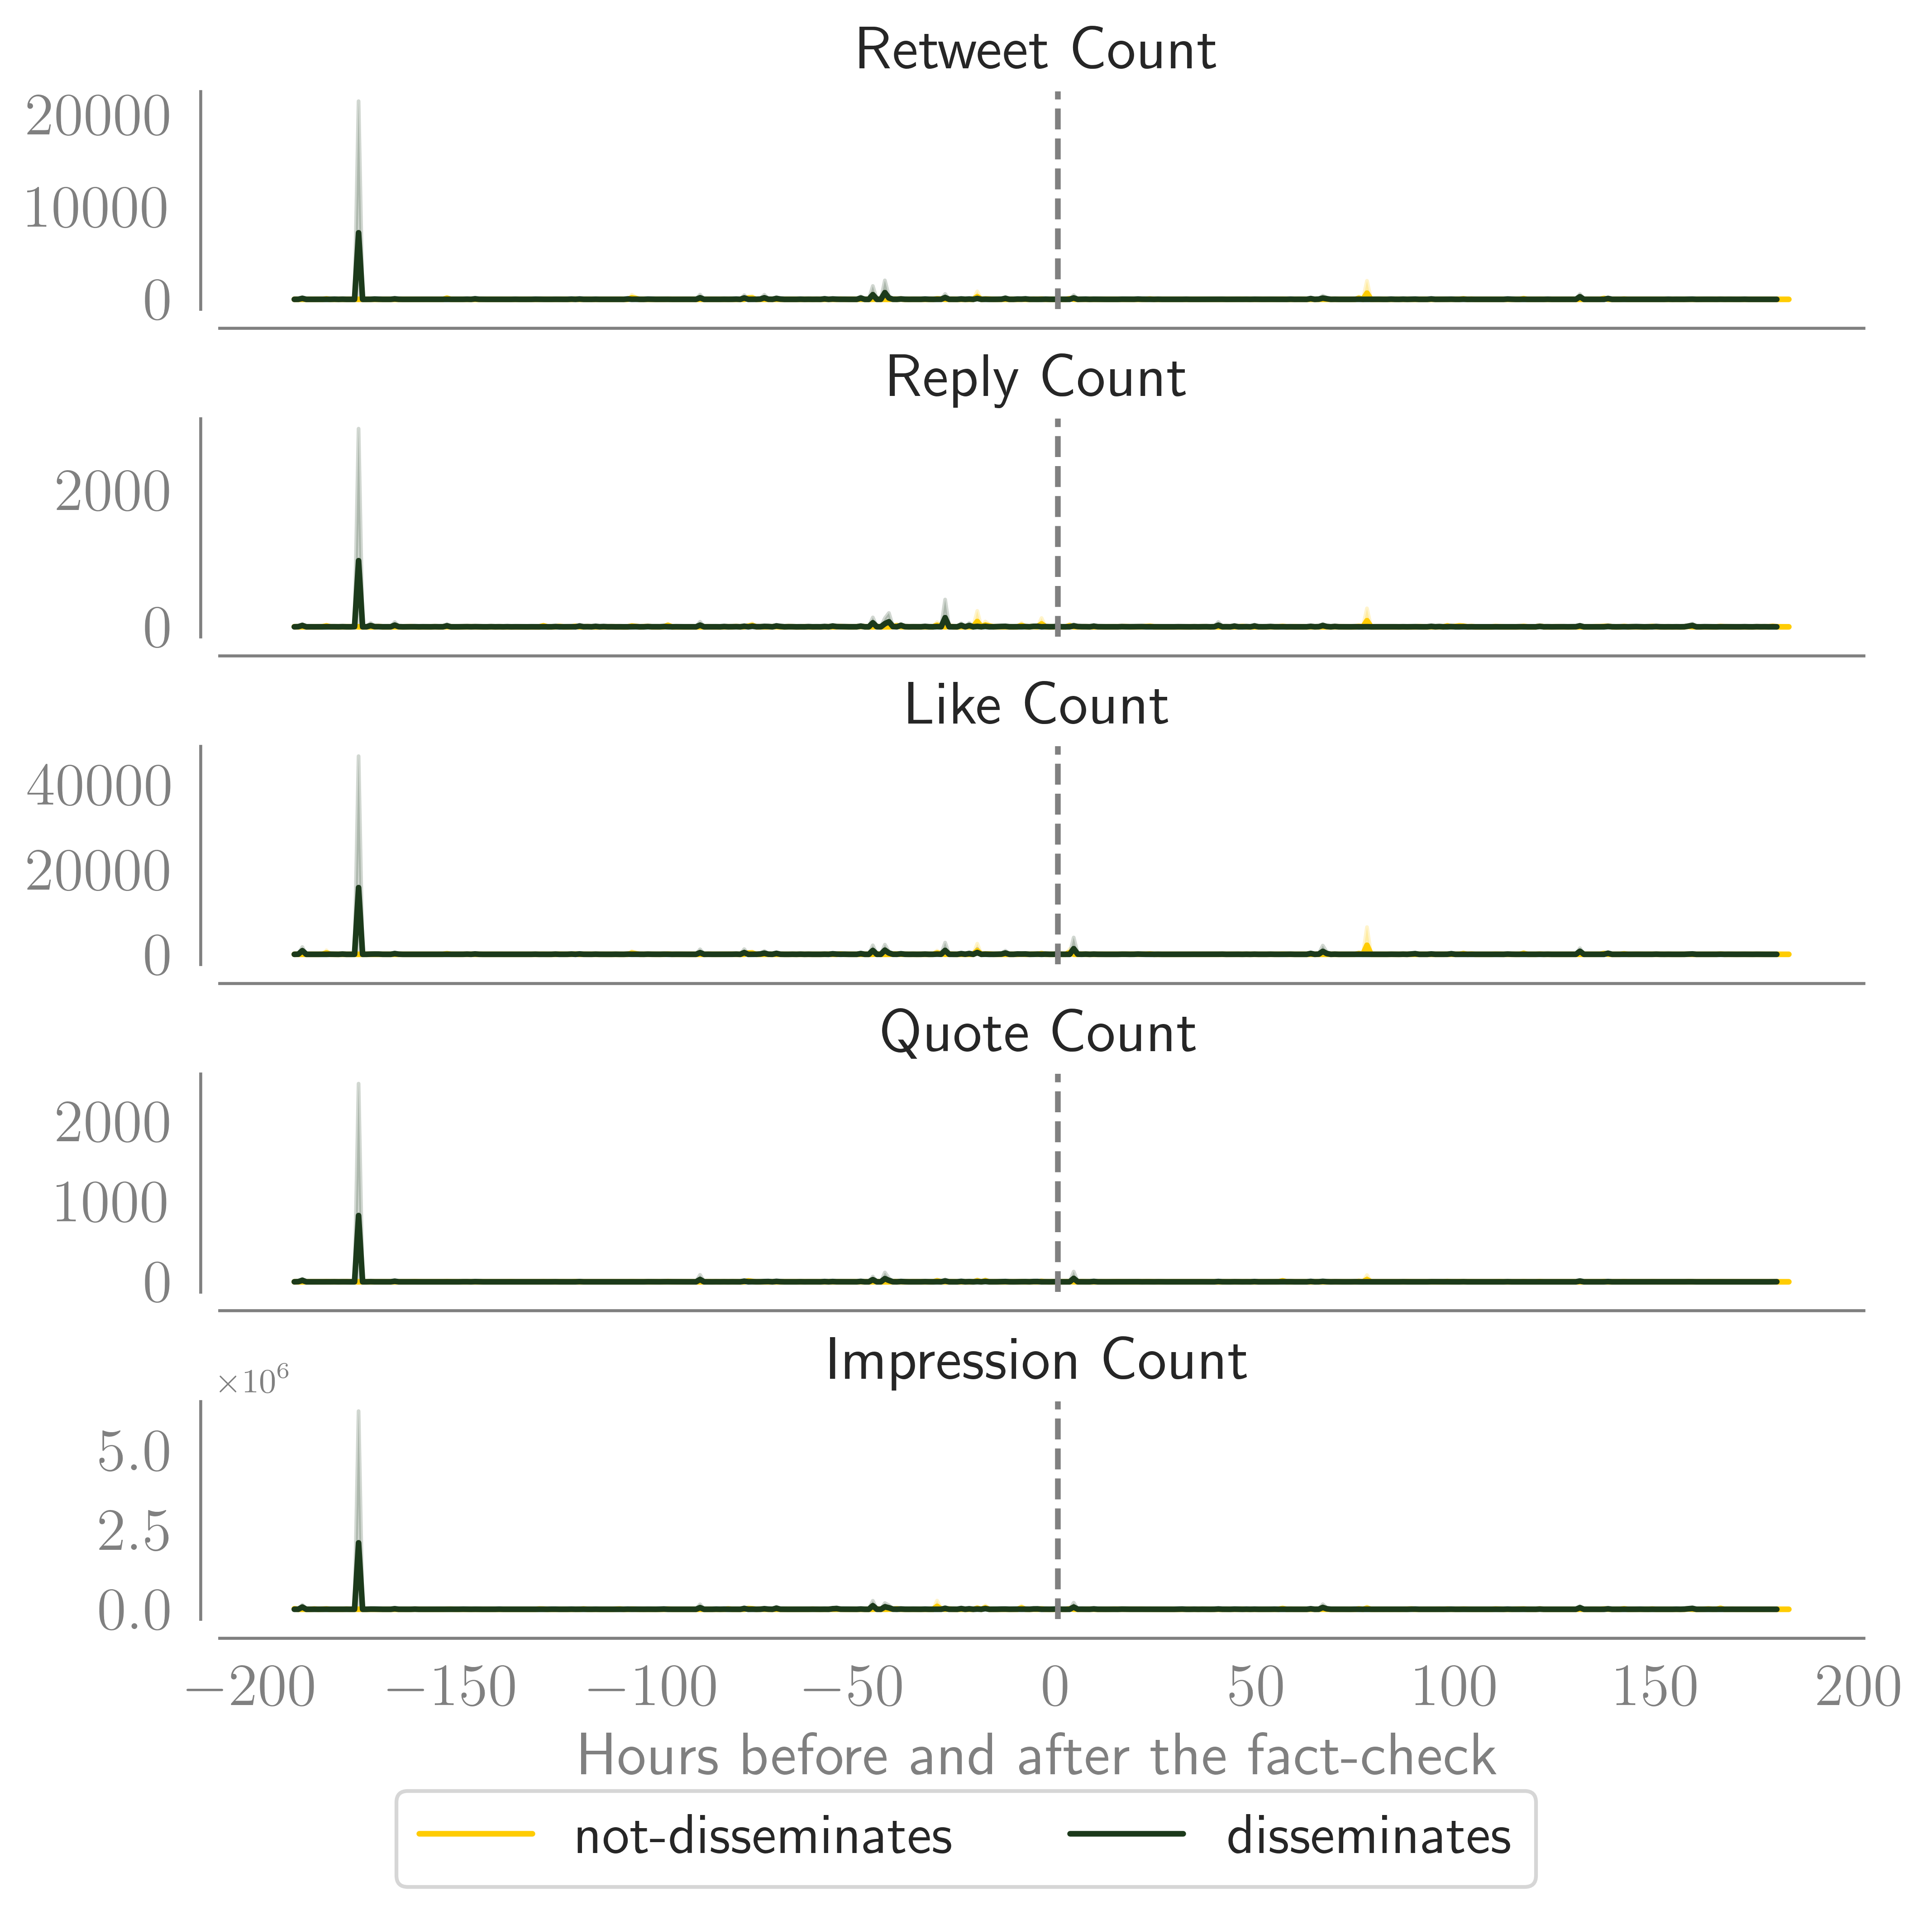 Retweet Count
20000
10000
0
Reply Count
2000
0
Like Count
40000
20000
0
Quote Count
2000
1000
0
Impression Count
×10⁶
5.0
2.5
0.0
−200 −150 −100 −50 0 50 100 150 200
Hours before and after the fact-check
not-disseminates disseminates